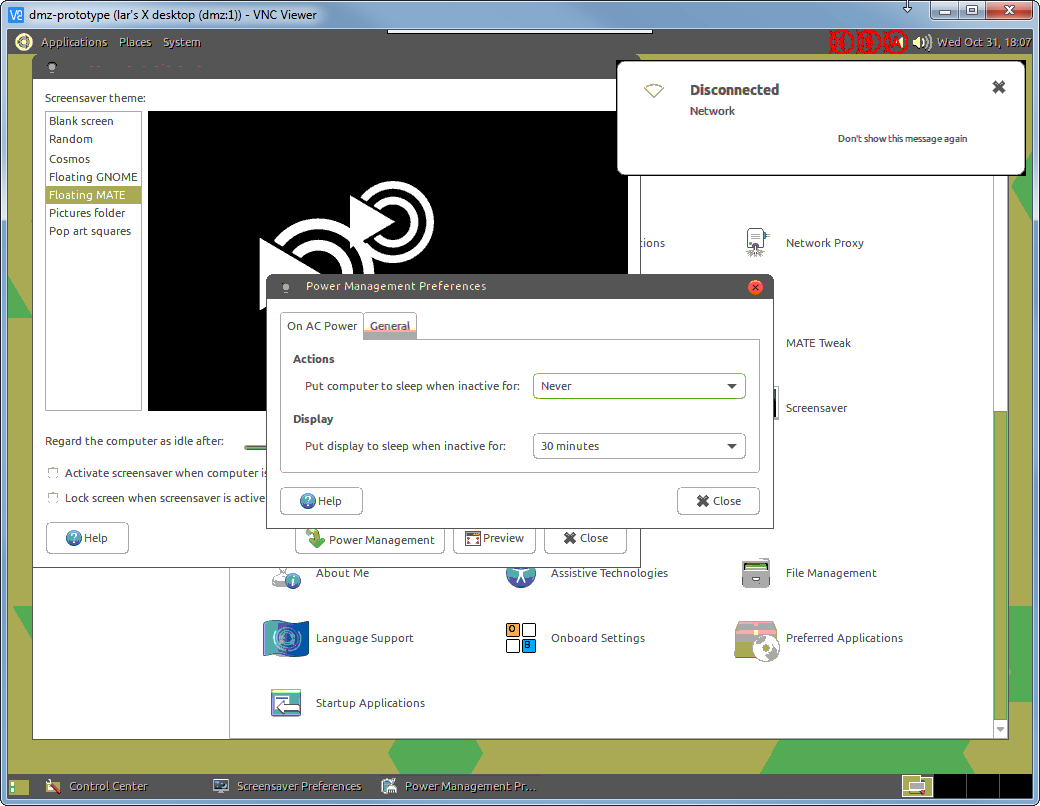 dmz-prototype (lar's X desktop (dmz:1)) - VNC Viewer
Applications Places System
Wed Oct 31, 18:07
Disconnected
Network
Don't show this message again
Screensaver theme:
Blank screen
Random
Cosmos
Floating GNOME
Floating MATE
Pictures folder
Pop art squares
Network Proxy
MATE Tweak
Screensaver
Power Management Preferences
On AC Power
General
Actions
Put computer to sleep when inactive for:
Never
Display
Put display to sleep when inactive for:
30 minutes
Help
Close
Regard the computer as idle after:
Activate screensaver when computer is
Lock screen when screensaver is active
Help
Power Management
Preview
Close
About Me
Assistive Technologies
File Management
Language Support
Onboard Settings
Preferred Applications
Startup Applications
Control Center
Screensaver Preferences
Power Management Pr...